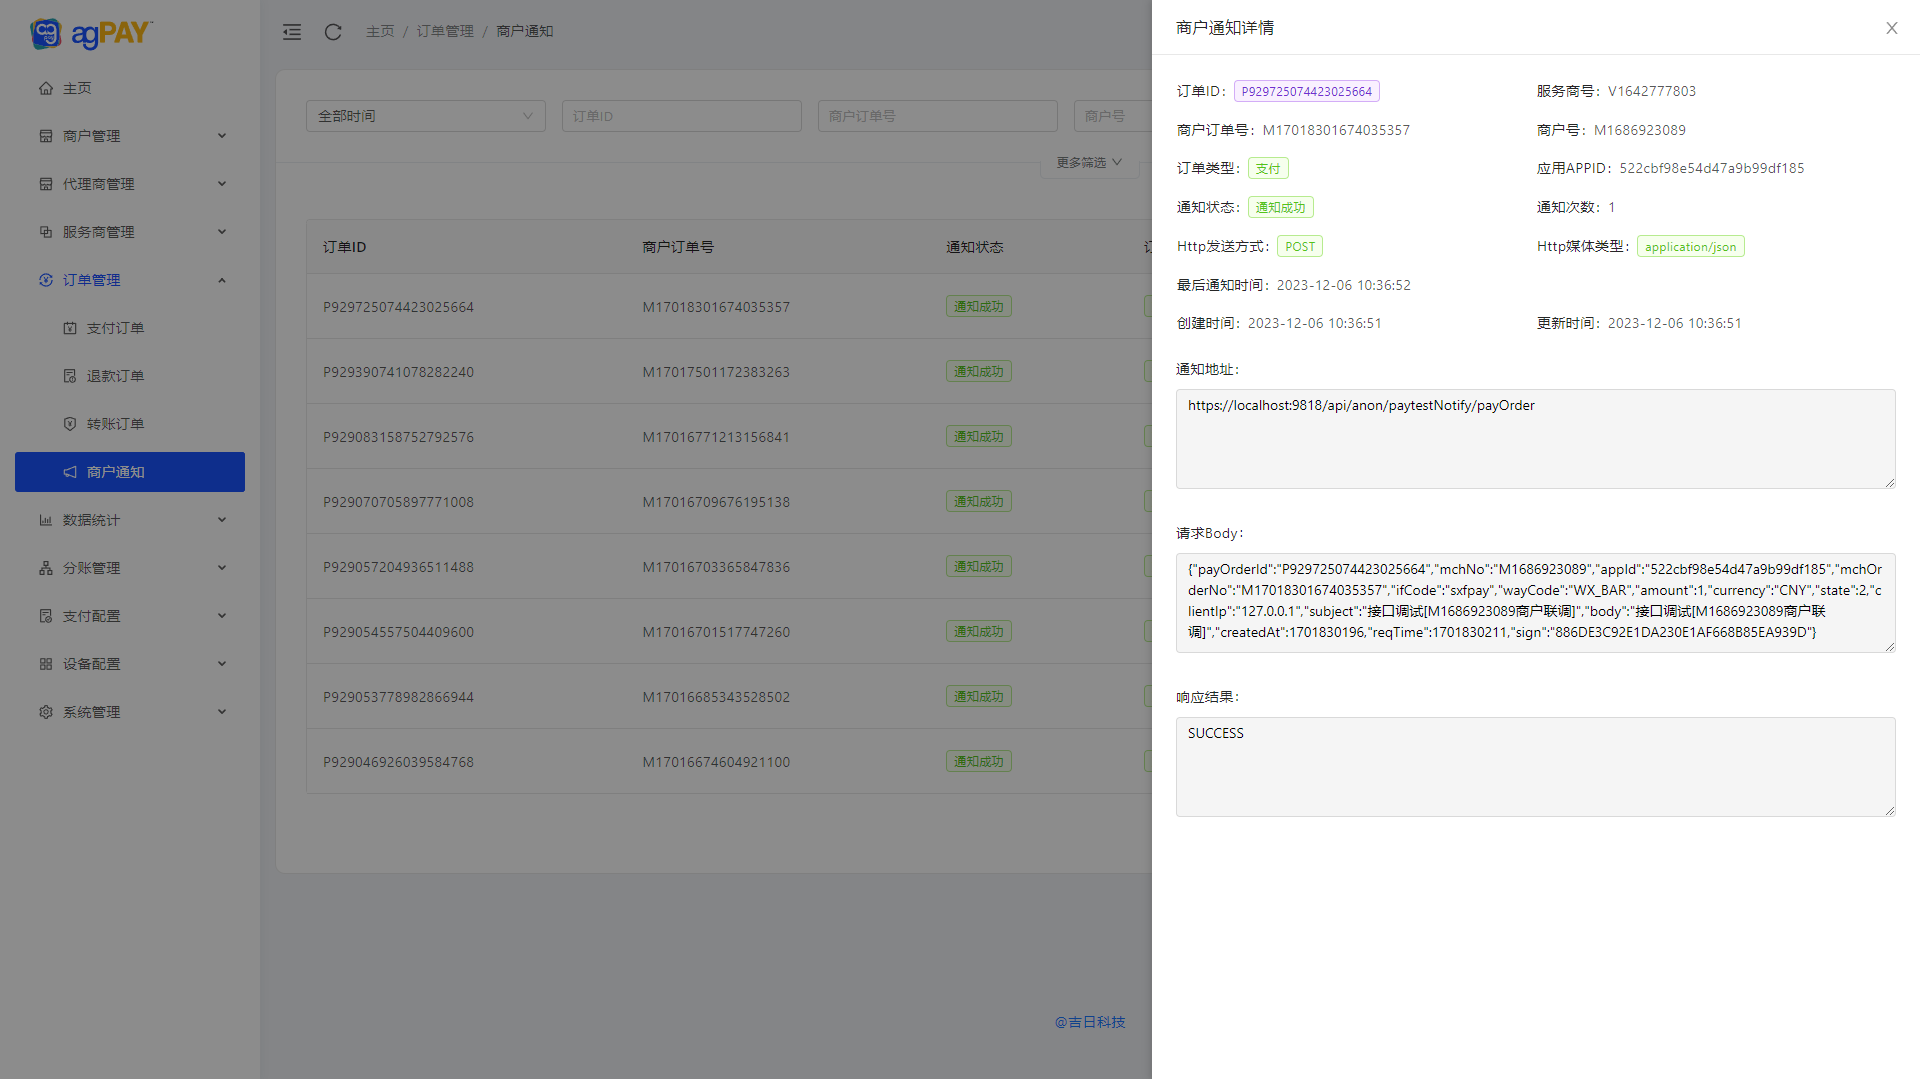 agPAY
主页
商户管理
代理商管理
服务商管理
订单管理
支付订单
退款订单
转账订单
商户通知
数据统计
分账管理
支付配置
设备配置
系统管理
主页 / 订单管理 / 商户通知
全部时间 订单ID 商户订单号 商户号
更多筛选
订单ID 商户订单号 通知状态
P929725074423025664 M17018301674035357 通知成功
P929390741078282240 M17017501172383263 通知成功
P929083158752792576 M17016771213156841 通知成功
P929070705897771008 M17016709676195138 通知成功
P929057204936511488 M17016703365847836 通知成功
P929054557504409600 M17016701517747260 通知成功
P929053778982866944 M17016685343528502 通知成功
P929046926039584768 M17016674604921100 通知成功
@吉日科技
商户通知详情
订单ID: P929725074423025664 服务商号: V1642777803
商户订单号: M17018301674035357 商户号: M1686923089
订单类型: 支付 应用APPID: 522cbf98e54d47a9b99df185
通知状态: 通知成功 通知次数: 1
Http发送方式: POST Http媒体类型: application/json
最后通知时间: 2023-12-06 10:36:52
创建时间: 2023-12-06 10:36:51 更新时间: 2023-12-06 10:36:51
通知地址:
https://localhost:9818/api/anon/paytestNotify/payOrder
请求Body:
{"payOrderId":"P929725074423025664","mchNo":"M1686923089","appId":"522cbf98e54d47a9b99df185","mchOr
derNo":"M17018301674035357","ifCode":"sxfpay","wayCode":"WX_BAR","amount":1,"currency":"CNY","state":2,"c
lientIp":"127.0.0.1","subject":"接口调试[M1686923089商户联调]","body":"接口调试[M1686923089商户联
调]","createdAt":1701830196,"reqTime":1701830211,"sign":"886DE3C92E1DA230E1AF668B85EA939D"}
响应结果:
SUCCESS